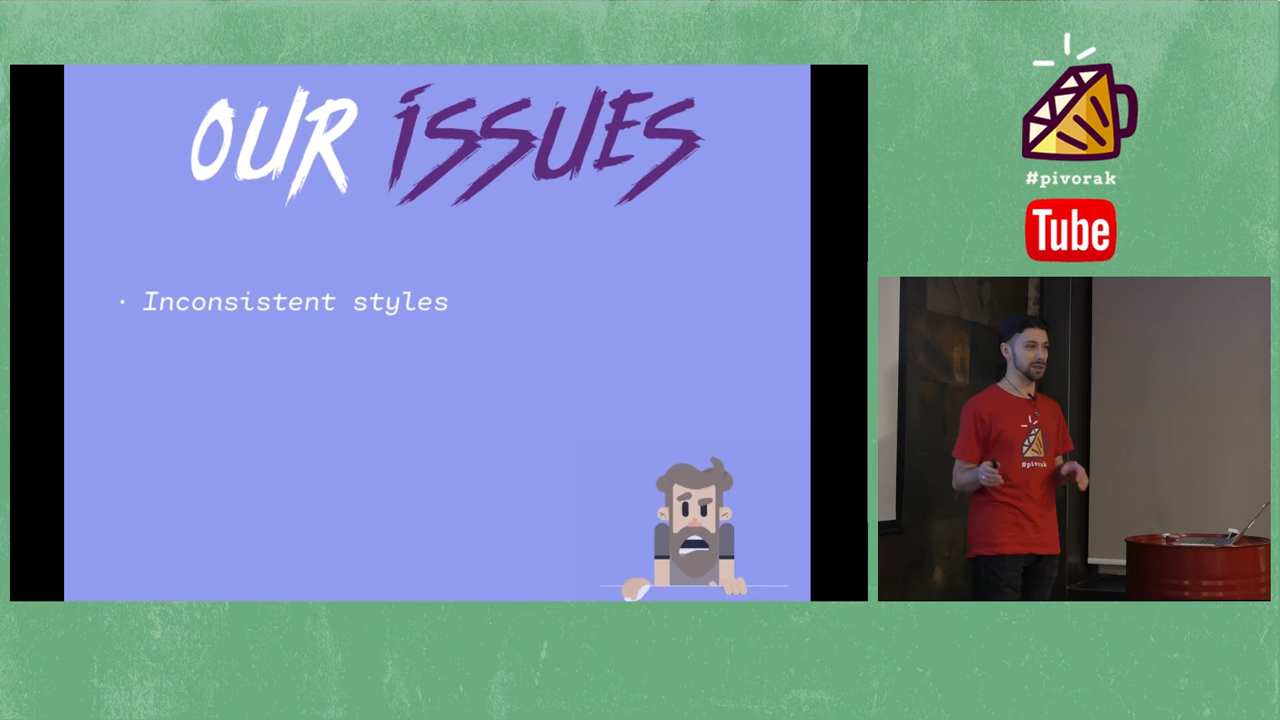 OUR ISSUES
· Inconsistent styles
#pivorak
Tube
#pivorak